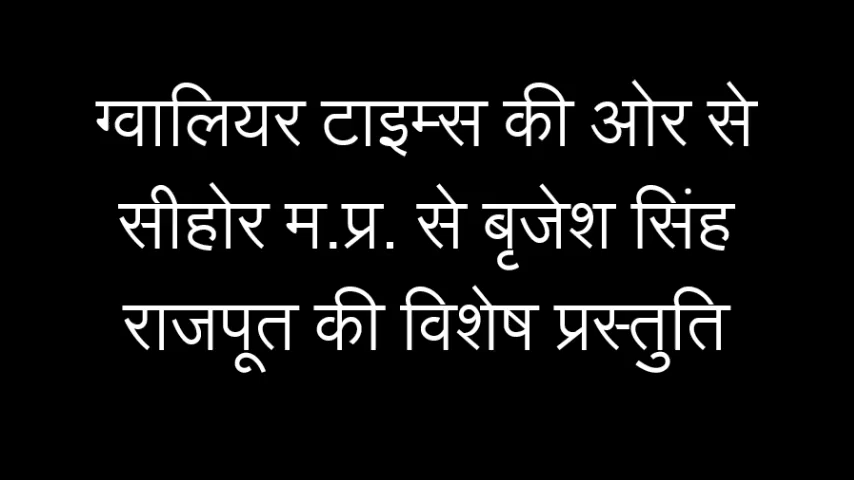 ग्वालियर टाइम्स की ओर से
सीहोर म.प्र. से बृजेश सिंह
राजपूत की विशेष प्रस्तुति